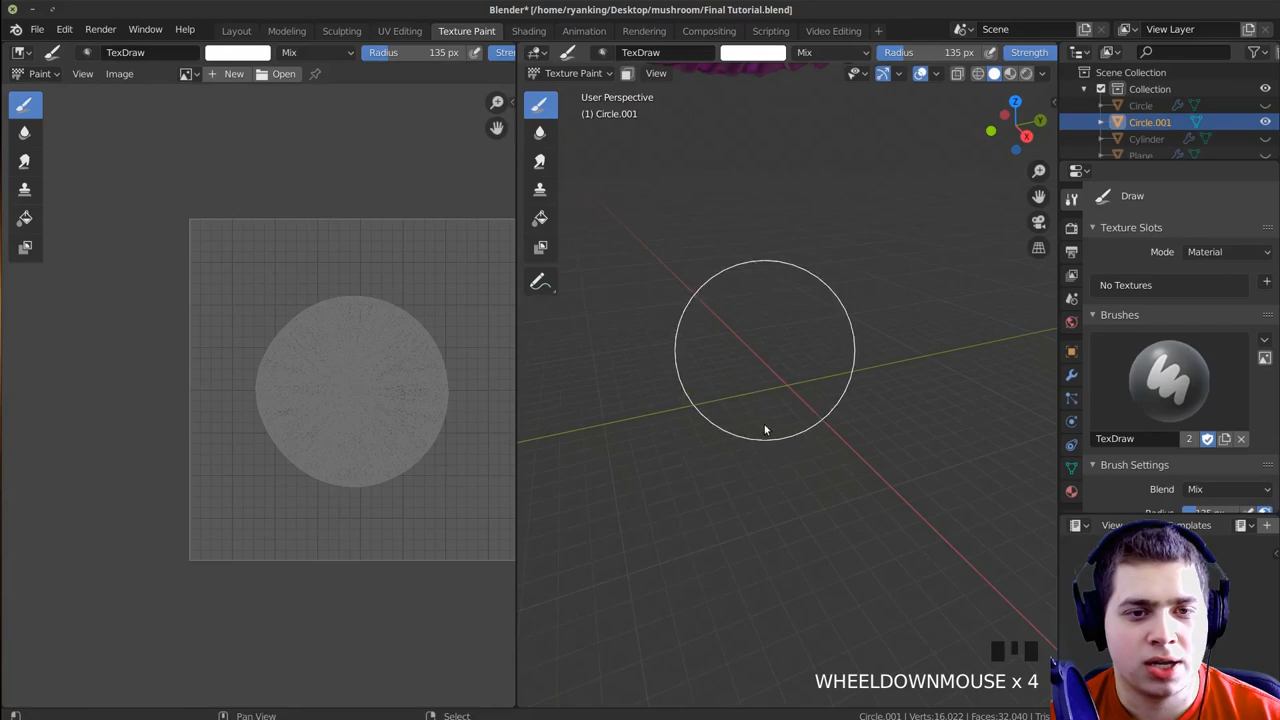 Blender* [/home/ryanking/Desktop/mushroom/Final Tutorial.blend]
File Edit Render Window Help Layout Modeling Sculpting UV Editing Texture Paint Shading Animation Rendering Compositing Scripting Video Editing + Scene View Layer
TexDraw Mix Radius 135 px TexDraw Mix Radius 135 px Strength
Paint View Image + New Open Texture Paint View
Scene Collection
Collection
Circle
Circle.001
Cylinder
Plane
User Perspective
(1) Circle.001
Z
Y
X
Draw
Texture Slots
Mode Material
No Textures +
Brushes
TexDraw 2
Brush Settings
Blend Mix
WHEELDOWNMOUSE x 4
Pan View Select Circle.001 | Verts:16,022 | Faces:32,040 | Tris